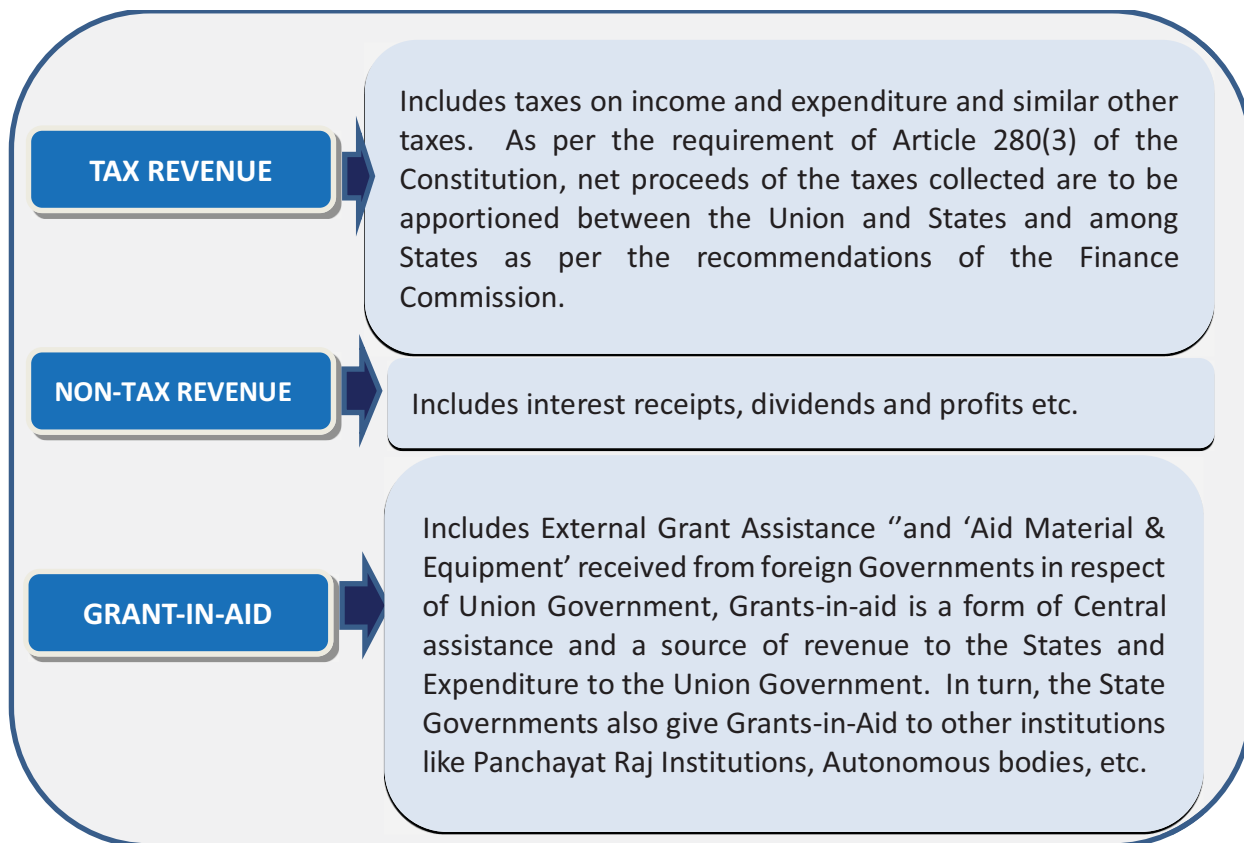 TAX REVENUE
Includes taxes on income and expenditure and similar other
taxes. As per the requirement of Article 280(3) of the
Constitution, net proceeds of the taxes collected are to be
apportioned between the Union and States and among
States as per the recommendations of the Finance
Commission.
NON-TAX REVENUE
Includes interest receipts, dividends and profits etc.
GRANT-IN-AID
Includes External Grant Assistance ‘’and ‘Aid Material &
Equipment’ received from foreign Governments in respect
of Union Government, Grants-in-aid is a form of Central
assistance and a source of revenue to the States and
Expenditure to the Union Government. In turn, the State
Governments also give Grants-in-Aid to other institutions
like Panchayat Raj Institutions, Autonomous bodies, etc.